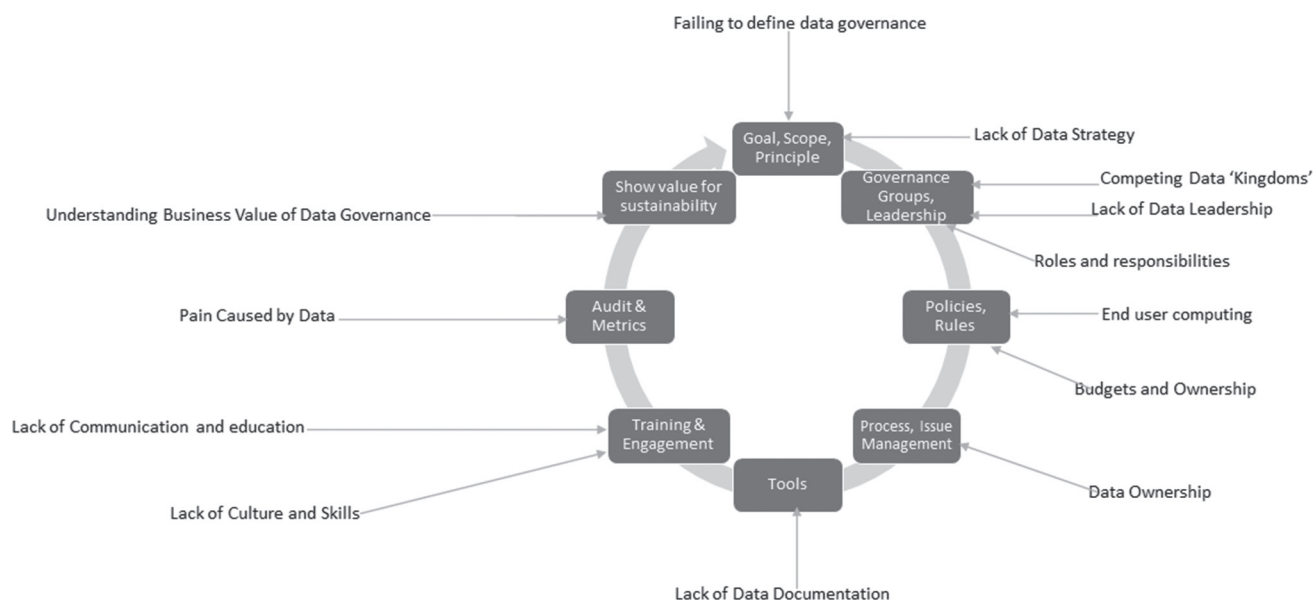 Failing to define data governance
Goal, Scope,
Principle
Lack of Data Strategy
Governance
Groups,
Leadership
Competing Data ‘Kingdoms’
Lack of Data Leadership
Roles and responsibilities
Policies,
Rules
End user computing
Budgets and Ownership
Process, Issue
Management
Data Ownership
Tools
Lack of Data Documentation
Training &
Engagement
Lack of Communication and education
Lack of Culture and Skills
Audit &
Metrics
Pain Caused by Data
Show value for
sustainability
Understanding Business Value of Data Governance